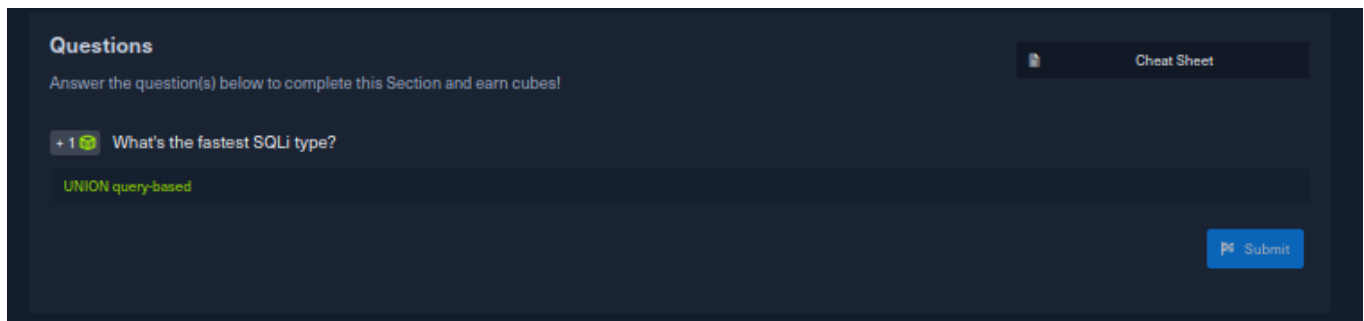 Questions
Cheat Sheet
Answer the question(s) below to complete this Section and earn cubes!
+ 1 What's the fastest SQLi type?
UNION query-based
Submit